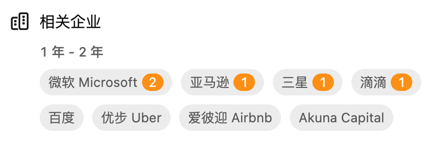 相关企业
1 年 - 2 年
微软 Microsoft 2 亚马逊 1 三星 1 滴滴 1
百度 优步 Uber 爱彼迎 Airbnb Akuna Capital